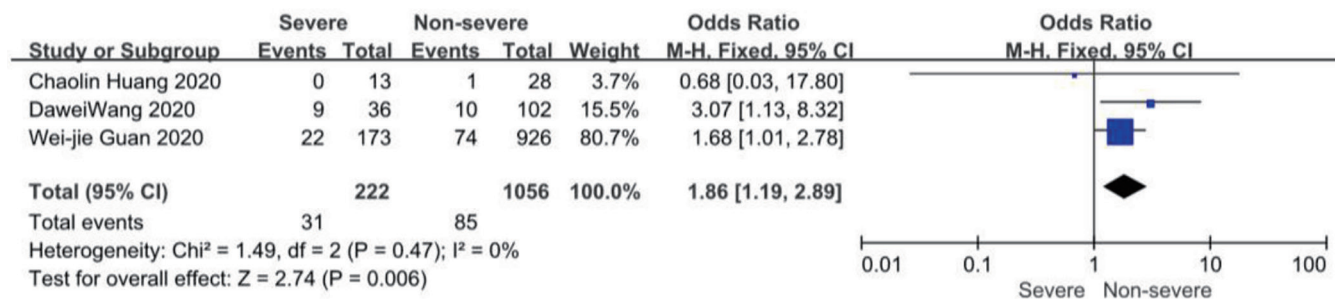 Severe Non-severe Odds Ratio Odds Ratio
Study or Subgroup Events Total Events Total Weight M-H, Fixed, 95% CI M-H, Fixed, 95% CI
Chaolin Huang 2020 0 13 1 28 3.7% 0.68 [0.03, 17.80]
DaweiWang 2020 9 36 10 102 15.5% 3.07 [1.13, 8.32]
Wei-jie Guan 2020 22 173 74 926 80.7% 1.68 [1.01, 2.78]
Total (95% CI) 222 1056 100.0% 1.86 [1.19, 2.89]
Total events 31 85
Heterogeneity: Chi² = 1.49, df = 2 (P = 0.47); I² = 0%
Test for overall effect: Z = 2.74 (P = 0.006)
0.01 0.1 1 10 100
Severe Non-severe